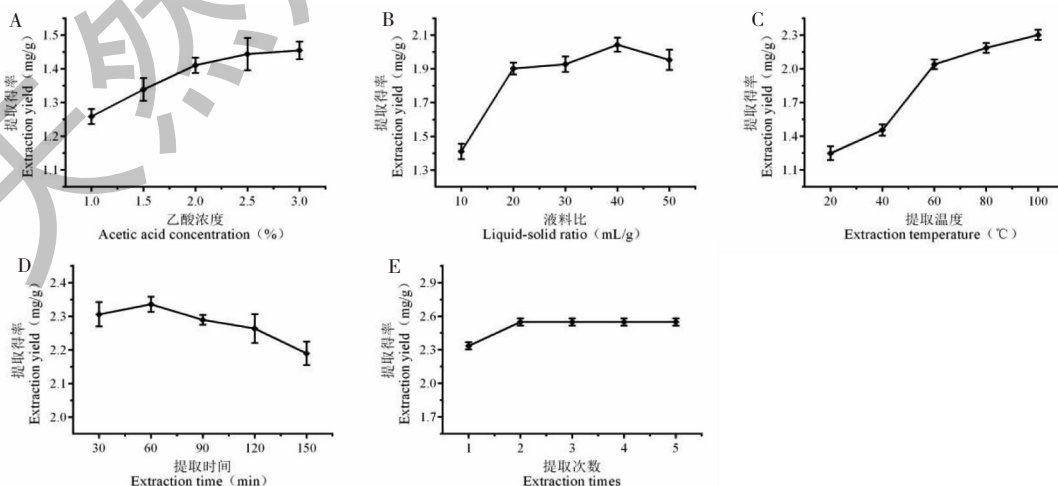 A
提取得率
Extraction yield（mg/g）
1.5
1.4
1.3
1.2
1.1
1.0 1.5 2.0 2.5 3.0
乙酸浓度
Acetic acid concentration（%）
B
提取得率
Extraction yield（mg/g）
2.1
1.9
1.7
1.5
1.3
10 20 30 40 50
液料比
Liquid-solid ratio（mL/g）
C
提取得率
Extraction yield（mg/g）
2.3
2.0
1.7
1.4
1.1
20 40 60 80 100
提取温度
Extraction temperature（℃）
D
提取得率
Extraction yield（mg/g）
2.4
2.3
2.2
2.1
2.0
30 60 90 120 150
提取时间
Extraction time（min）
E
提取得率
Extraction yield（mg/g）
2.9
2.6
2.3
2.0
1.7
1 2 3 4 5
提取次数
Extraction times